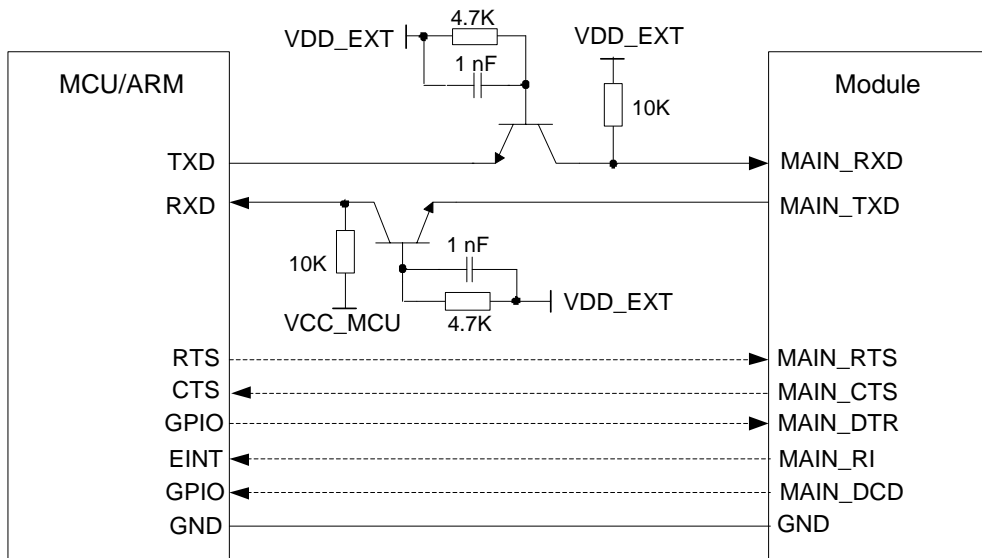 4.7K
VDD_EXT
VDD_EXT
1 nF
MCU/ARM
Module
10K
TXD
MAIN_RXD
RXD
MAIN_TXD
1 nF
10K
VDD_EXT
VCC_MCU
4.7K
RTS
MAIN_RTS
CTS
MAIN_CTS
GPIO
MAIN_DTR
EINT
MAIN_RI
GPIO
MAIN_DCD
GND
GND